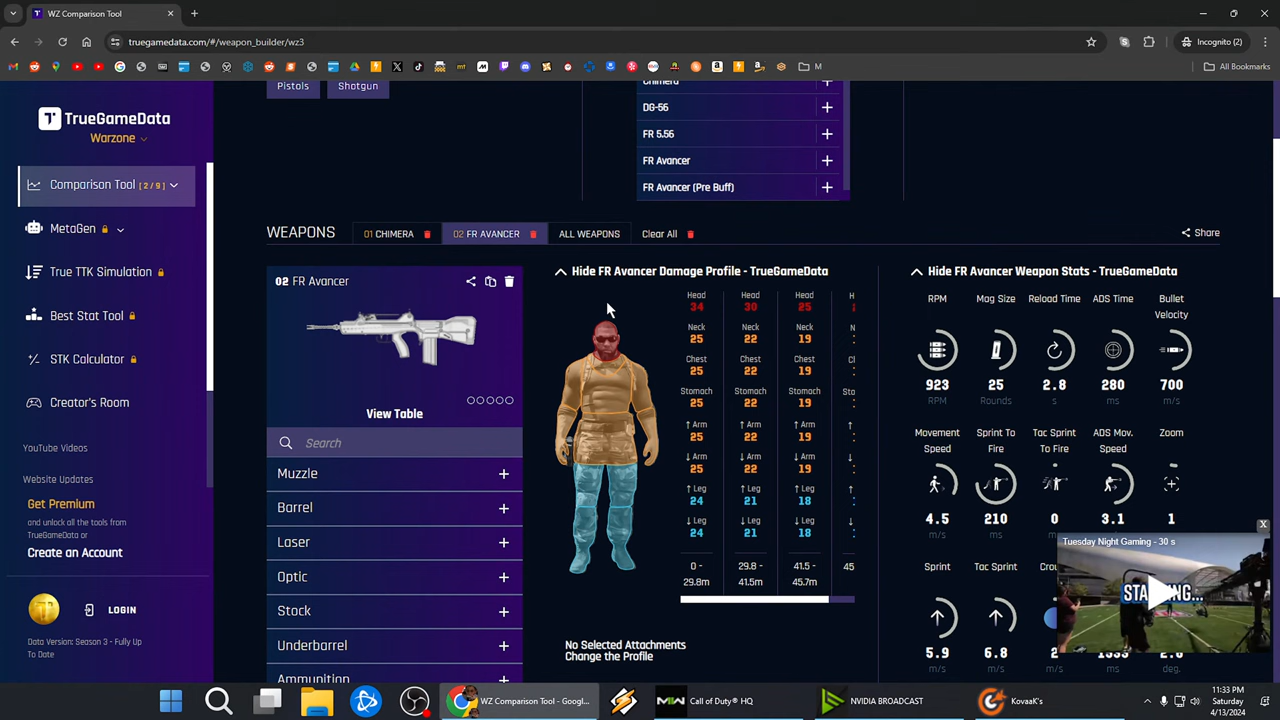 WZ Comparison Tool
truegamedata.com/#/weapon_builder/wz3
Incognito (2)
M
All Bookmarks
TrueGameData
Warzone
Comparison Tool [2/9]
MetaGen
True TTK Simulation
Best Stat Tool
STK Calculator
Creator's Room
YouTube Videos
Website Updates
Get Premium
and unlock all the tools from
TrueGameData or
Create an Account
LOGIN
Data Version: Season 3 - Fully Up
To Date
Pistols
Shotgun
Chimera
DG-56
FR 5.56
FR Avancer
FR Avancer (Pre Buff)
WEAPONS
01 CHIMERA
02 FR AVANCER
ALL WEAPONS
Clear All
Share
02 FR Avancer
View Table
Search
Muzzle
Barrel
Laser
Optic
Stock
Underbarrel
Ammunition
Hide FR Avancer Damage Profile - TrueGameData
Head Head Head H
34 30 25
Neck Neck Neck
25 22 19
Chest Chest Chest
25 22 19
Stomach Stomach Stomach
25 22 19
↑ Arm ↑ Arm ↑ Arm
25 22 19
↓ Arm ↓ Arm ↓ Arm
25 22 19
↑ Leg ↑ Leg ↑ Leg
24 21 18
↓ Leg ↓ Leg ↓ Leg
24 21 18
0 - 29.8 - 41.5 - 45
29.8m 41.5m 45.7m
No Selected Attachments
Change the Profile
Hide FR Avancer Weapon Stats - TrueGameData
RPM Mag Size Reload Time ADS Time Bullet
Velocity
923 25 2.8 280 700
RPM Rounds s ms m/s
Movement Sprint To Tac Sprint ADS Mov. Zoom
Speed Fire To Fire Speed
4.5 210 0 3.1 1
m/s ms ms m/s
Sprint Tac Sprint
5.9 6.8
m/s m/s deg.
X
Tuesday Night Gaming - 30 s
WZ Comparison Tool - Googl...
Call of Duty® HQ
NVIDIA BROADCAST
KovaaK's
11:33 PM
Saturday
4/13/2024